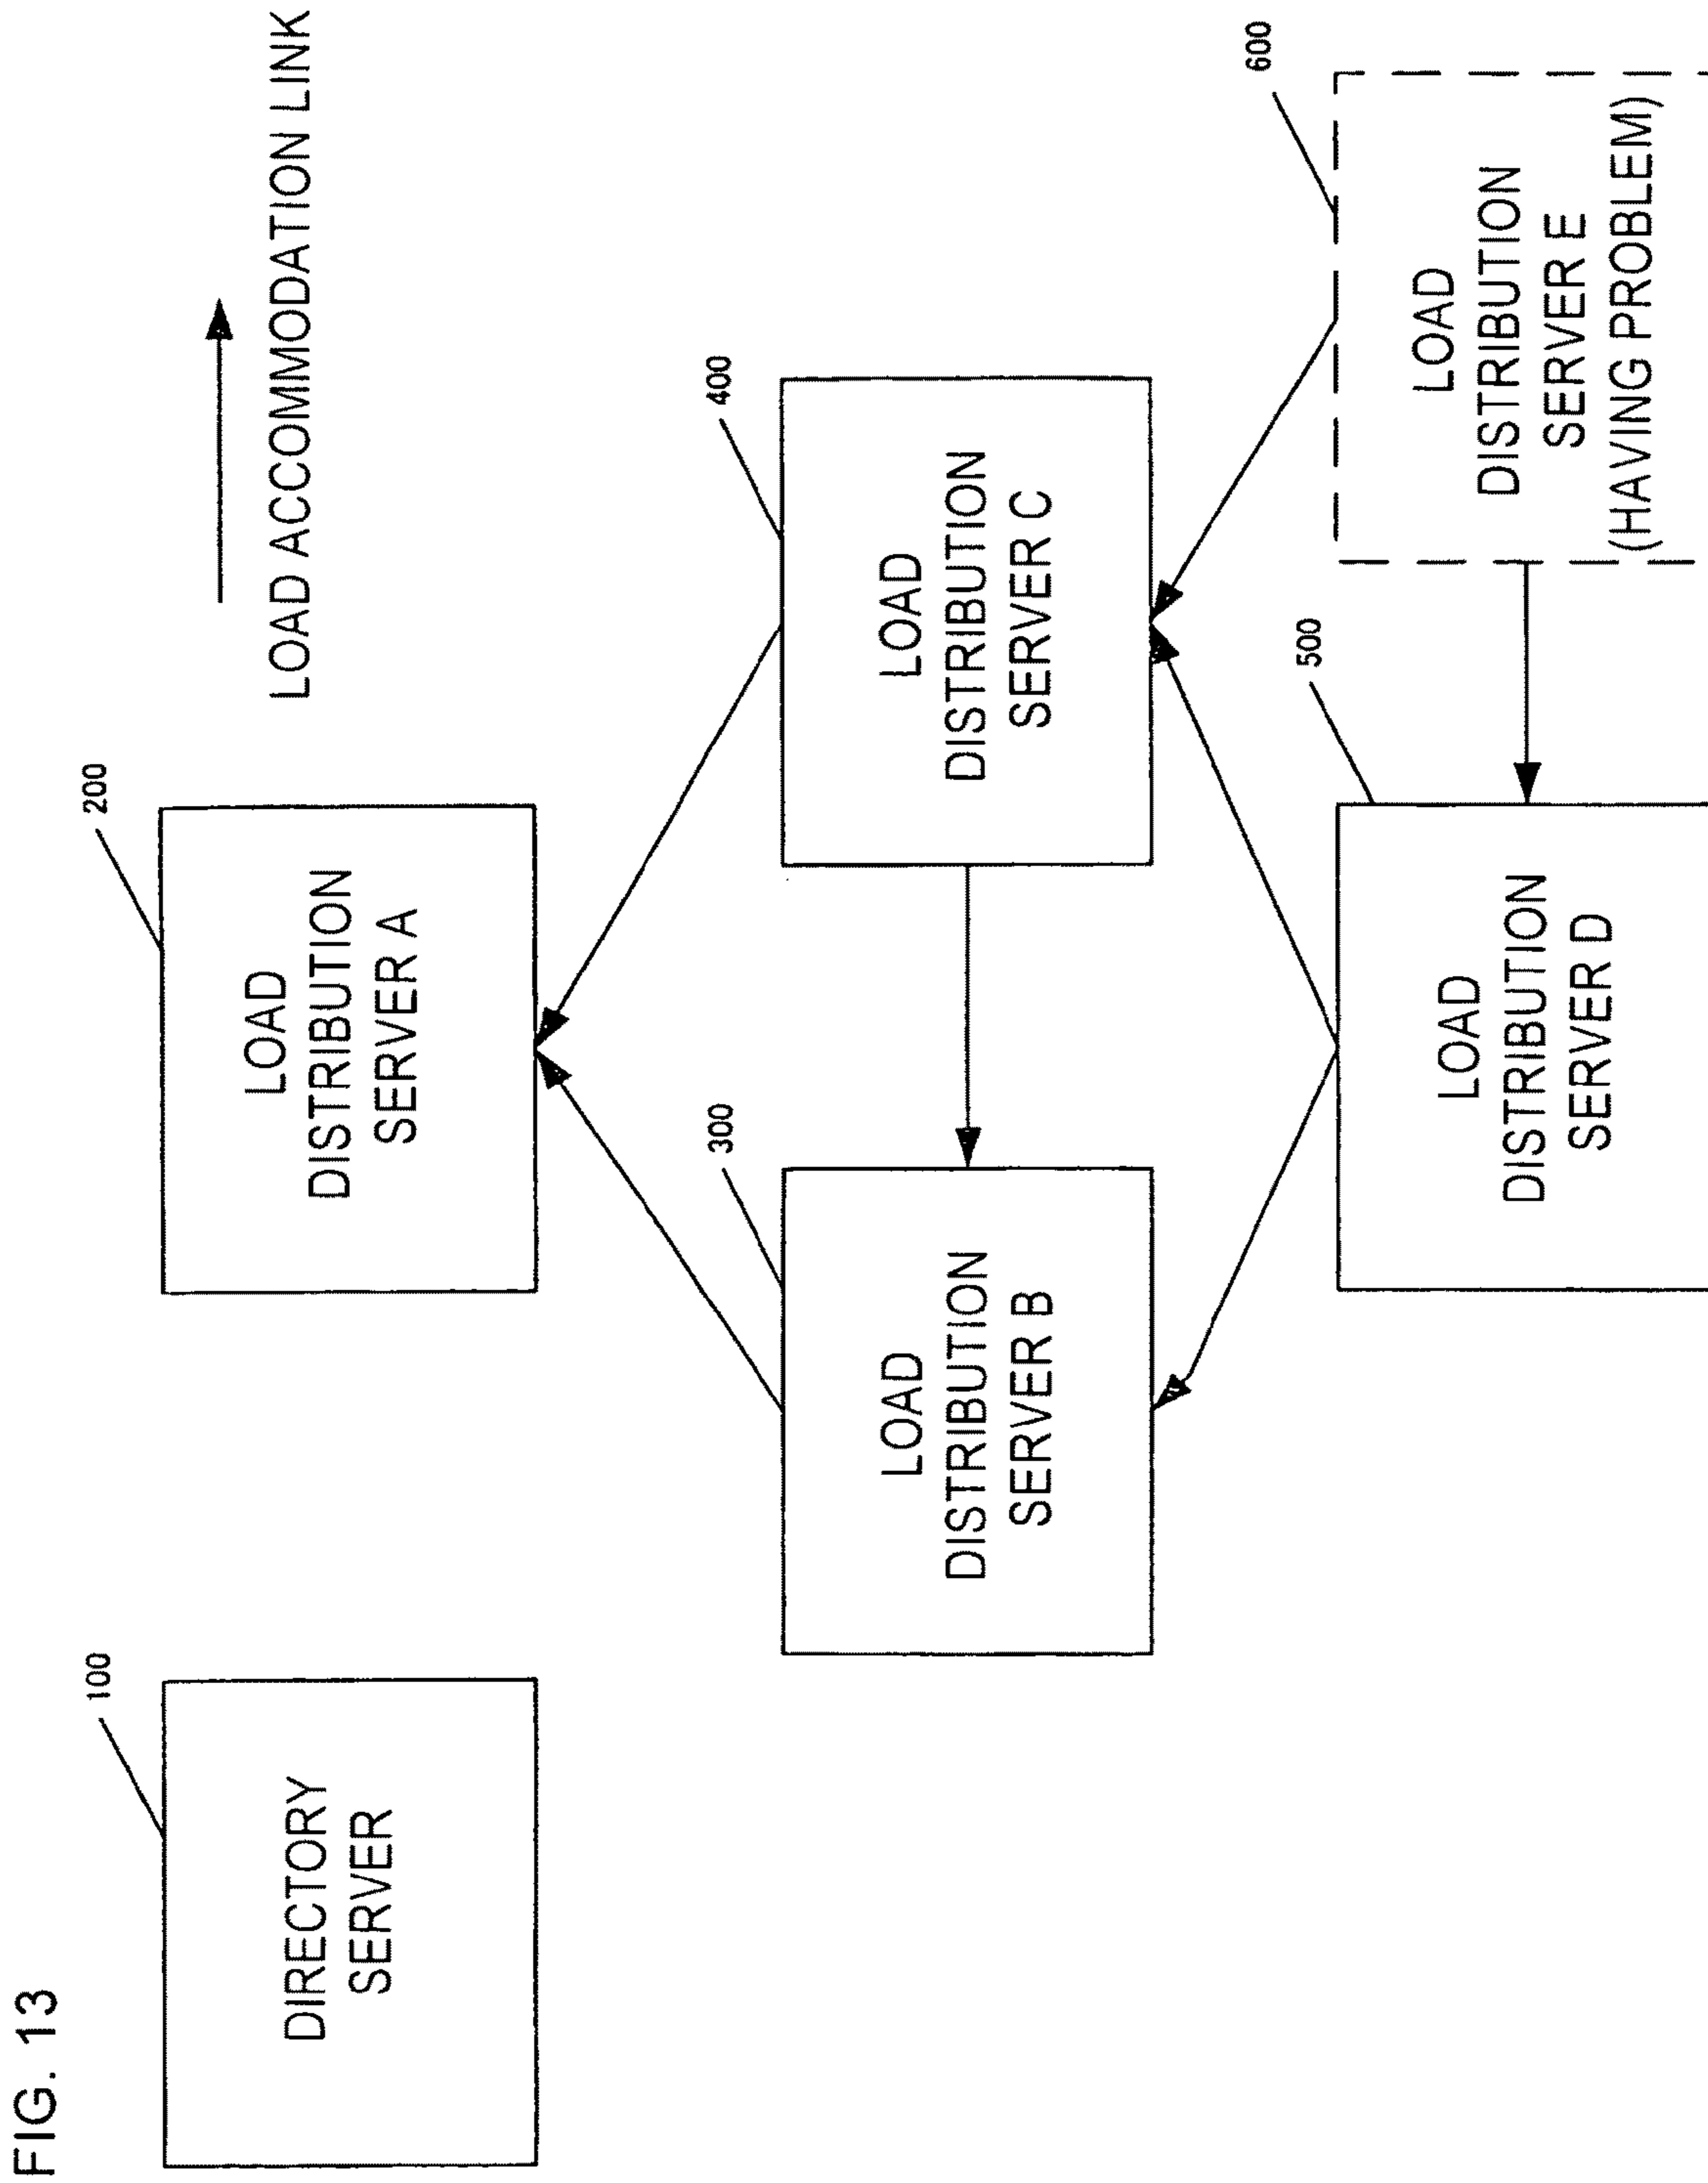 FIG. 13
100
DIRECTORY
SERVER
200
LOAD
DISTRIBUTION
SERVER A
LOAD ACCOMMODATION LINK
300
LOAD
DISTRIBUTION
SERVER B
400
LOAD
DISTRIBUTION
SERVER C
500
LOAD
DISTRIBUTION
SERVER D
600
LOAD
DISTRIBUTION
SERVER E
(HAVING PROBLEM)